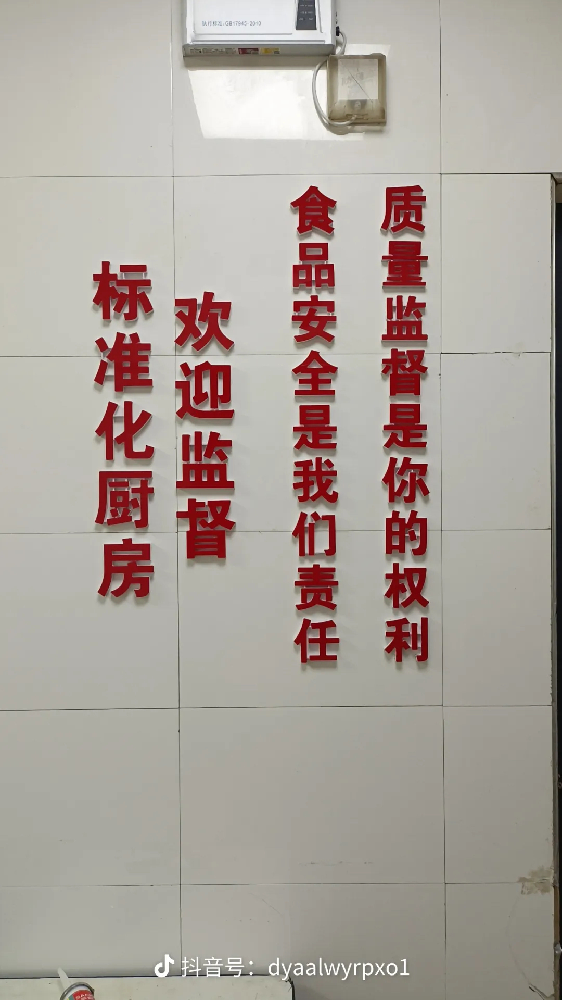 执行标准:GB17945-2010
质量监督是你的权利
食品安全是我们责任
欢迎监督
标准化厨房
抖音号：dyaalwyrpxo1